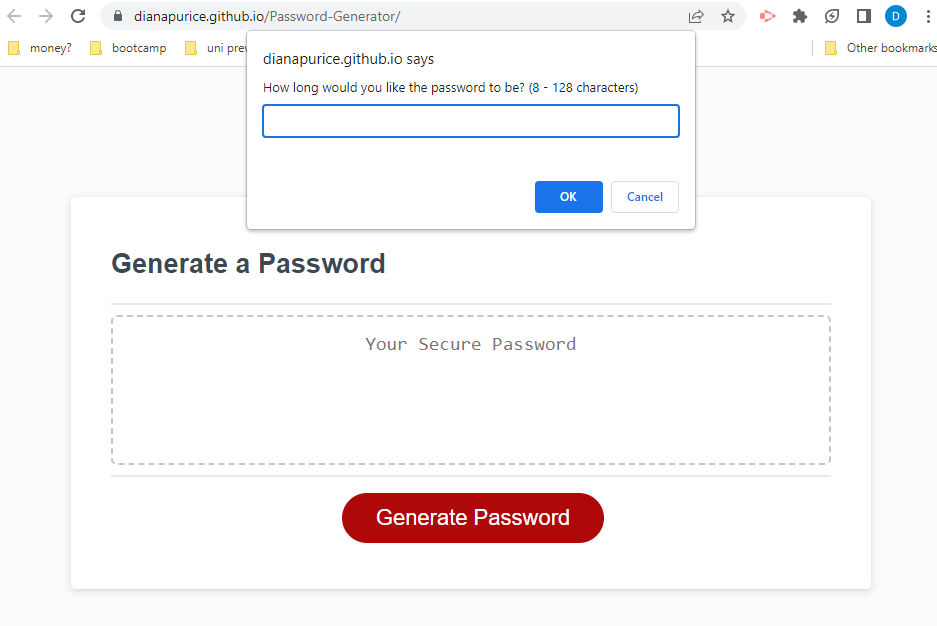 dianapurice.github.io/Password-Generator/
D
money?
bootcamp
uni prev
Other bookmarks
dianapurice.github.io says
How long would you like the password to be? (8 - 128 characters)
OK
Cancel
Generate a Password
Your Secure Password
Generate Password